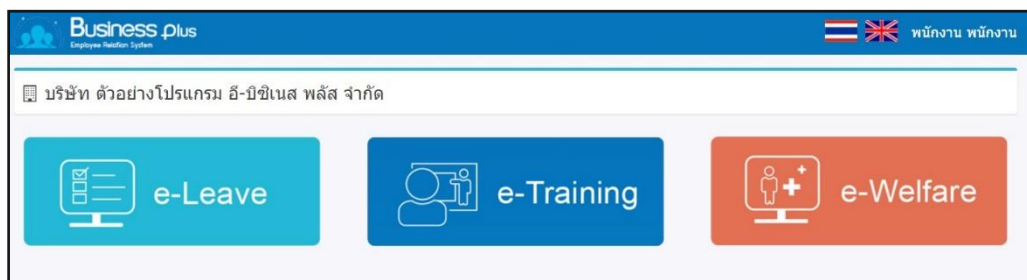 Business Plus
Employee Relation System
พนักงาน พนักงาน
บริษัท ตัวอย่างโปรแกรม อี-บิซิเนส พลัส จำกัด
e-Leave
e-Training
e-Welfare